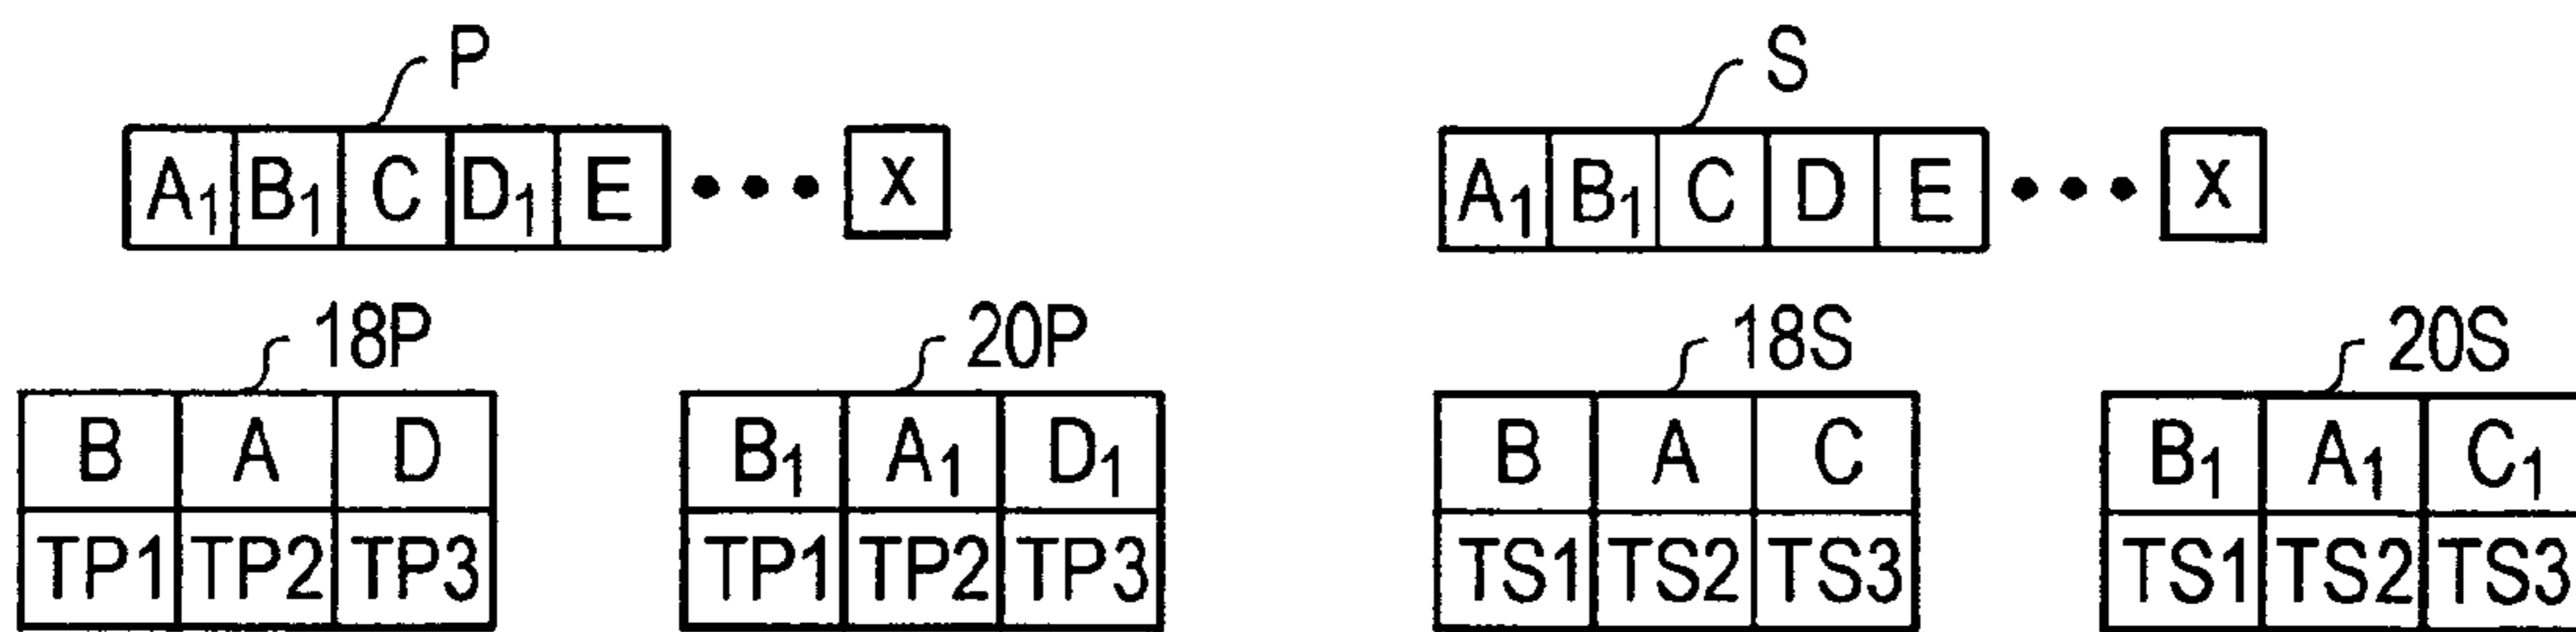 P S
A₁ B₁ C D₁ E ••• X A₁ B₁ C D E ••• X
18P 20P 18S 20S
B A D B₁ A₁ D₁ B A C B₁ A₁ C₁
TP1 TP2 TP3 TP1 TP2 TP3 TS1 TS2 TS3 TS1 TS2 TS3